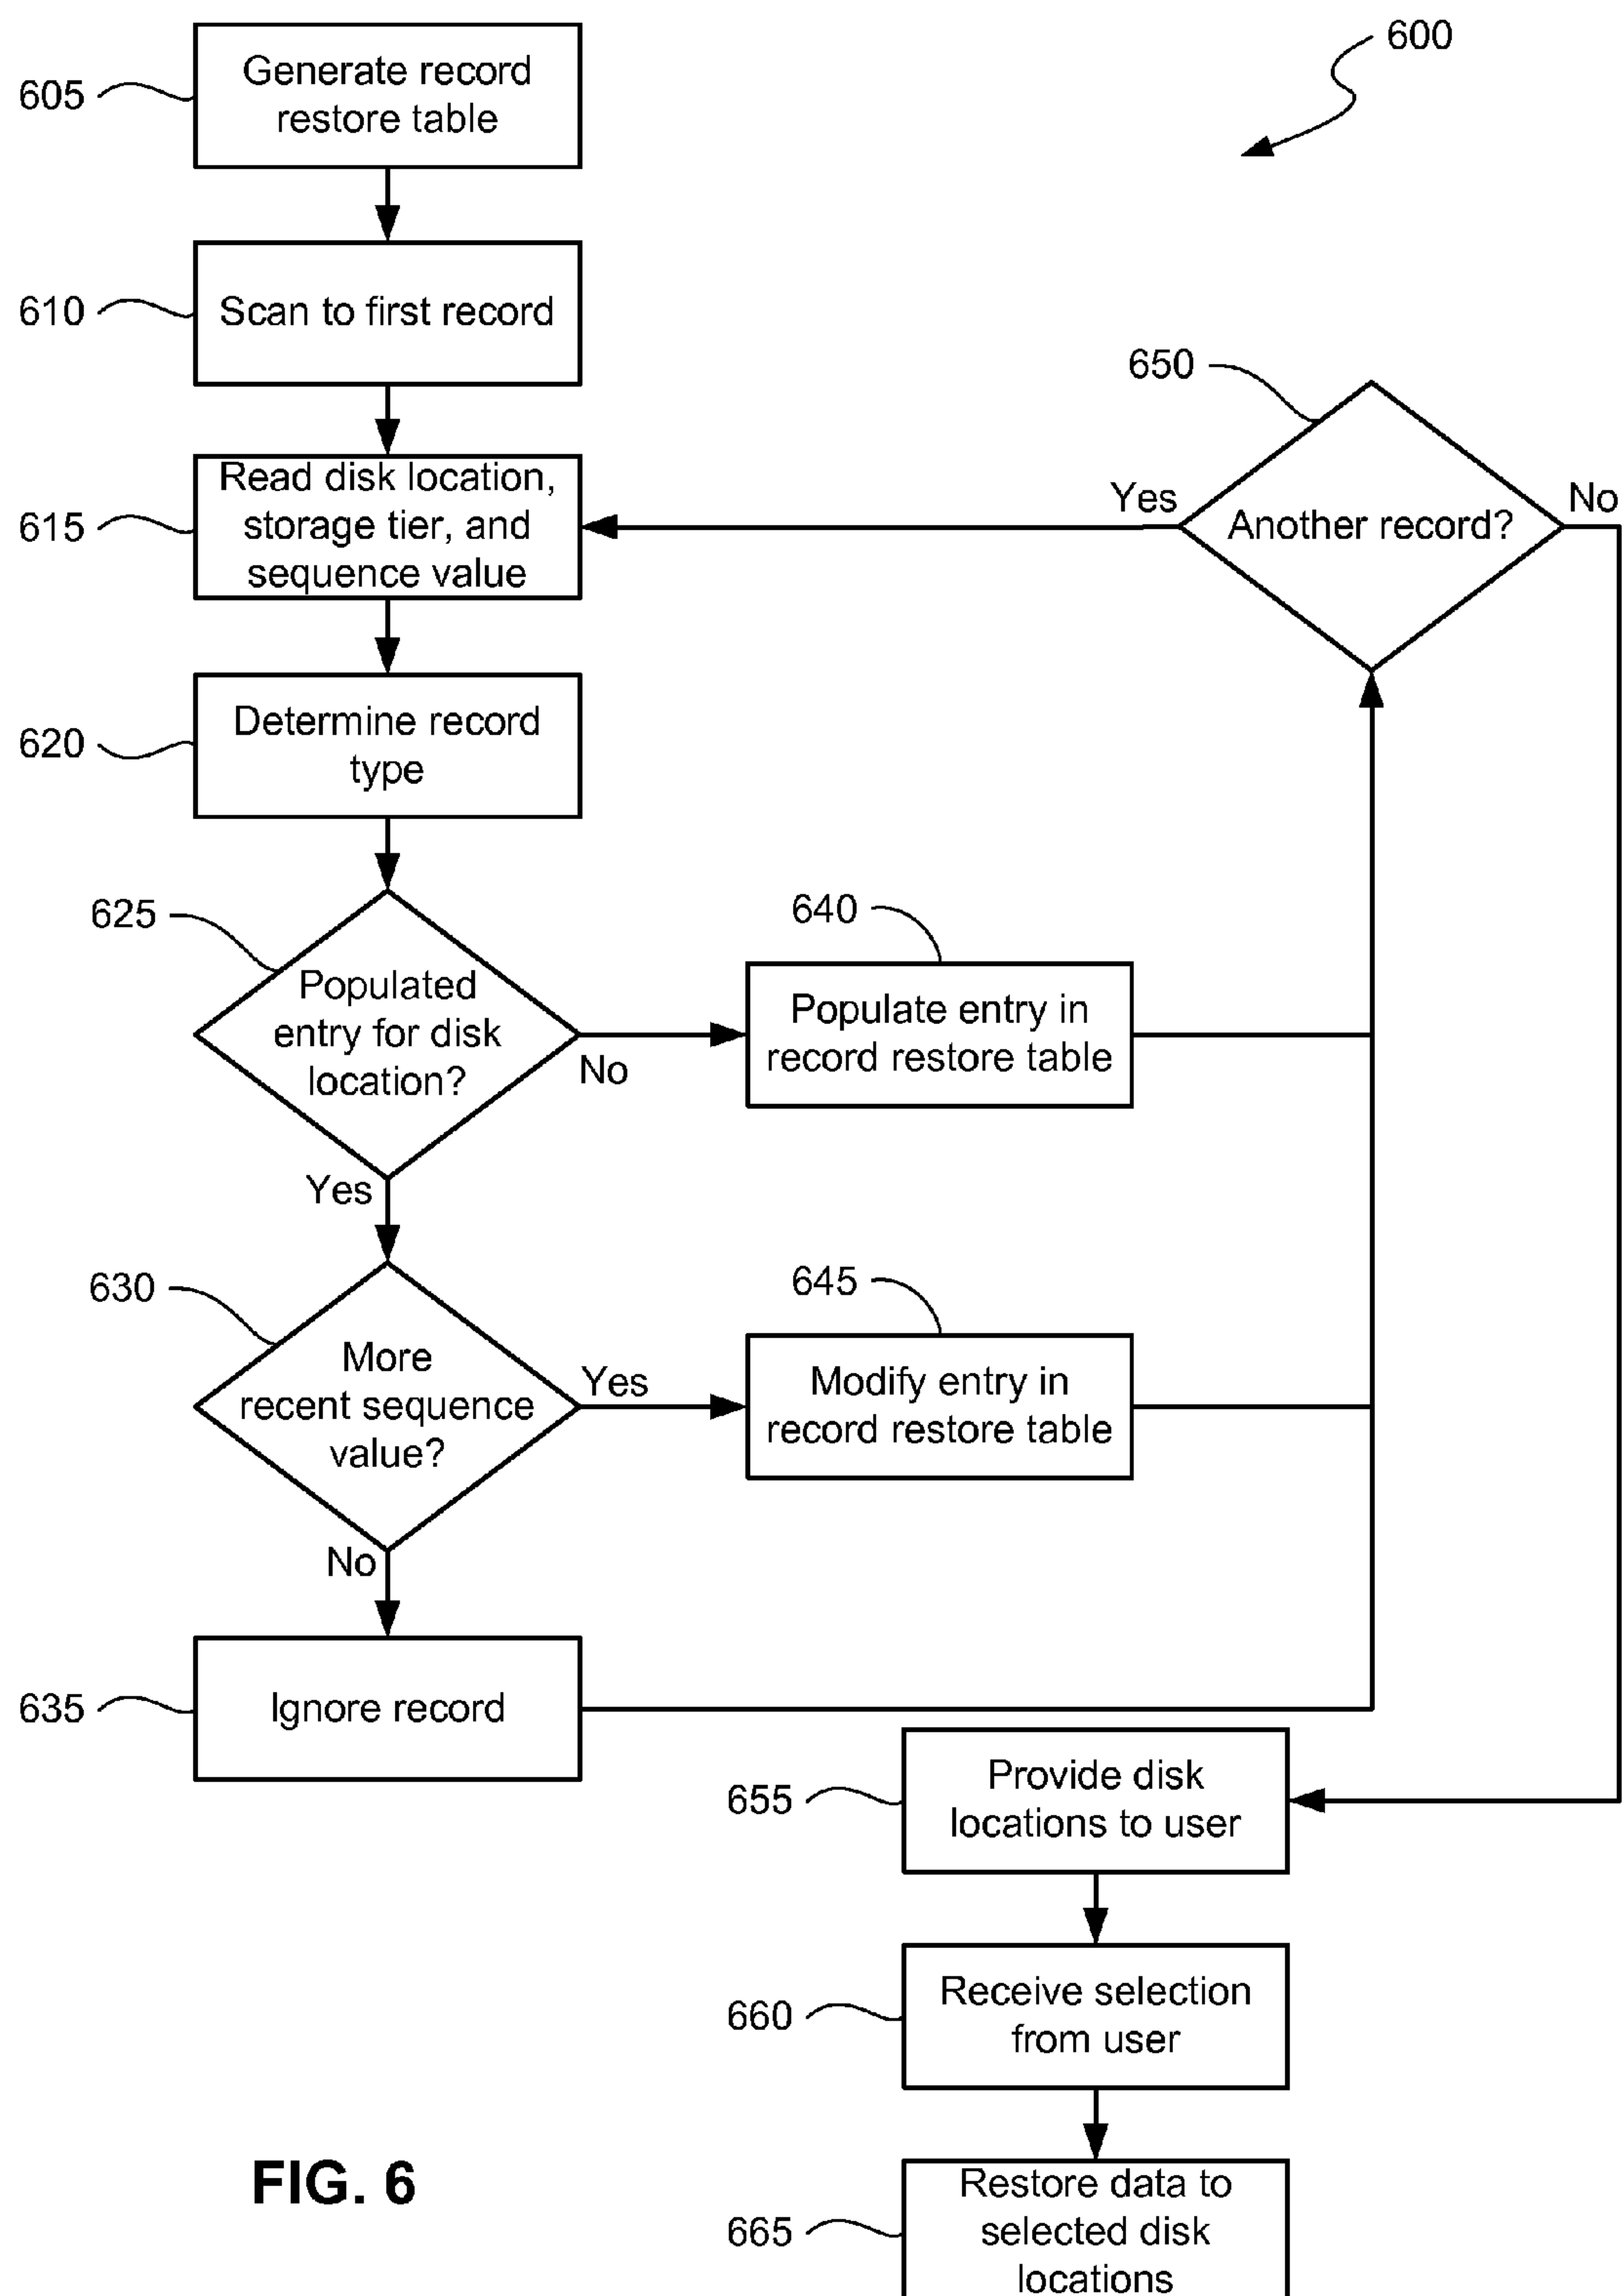 600
605
Generate record
restore table
610
Scan to first record
650
Another record?
Yes
No
615
Read disk location,
storage tier, and
sequence value
620
Determine record
type
625
Populated
entry for disk
location?
No
Yes
640
Populate entry in
record restore table
630
More
recent sequence
value?
Yes
No
645
Modify entry in
record restore table
635
Ignore record
655
Provide disk
locations to user
660
Receive selection
from user
665
Restore data to
selected disk
locations
FIG. 6